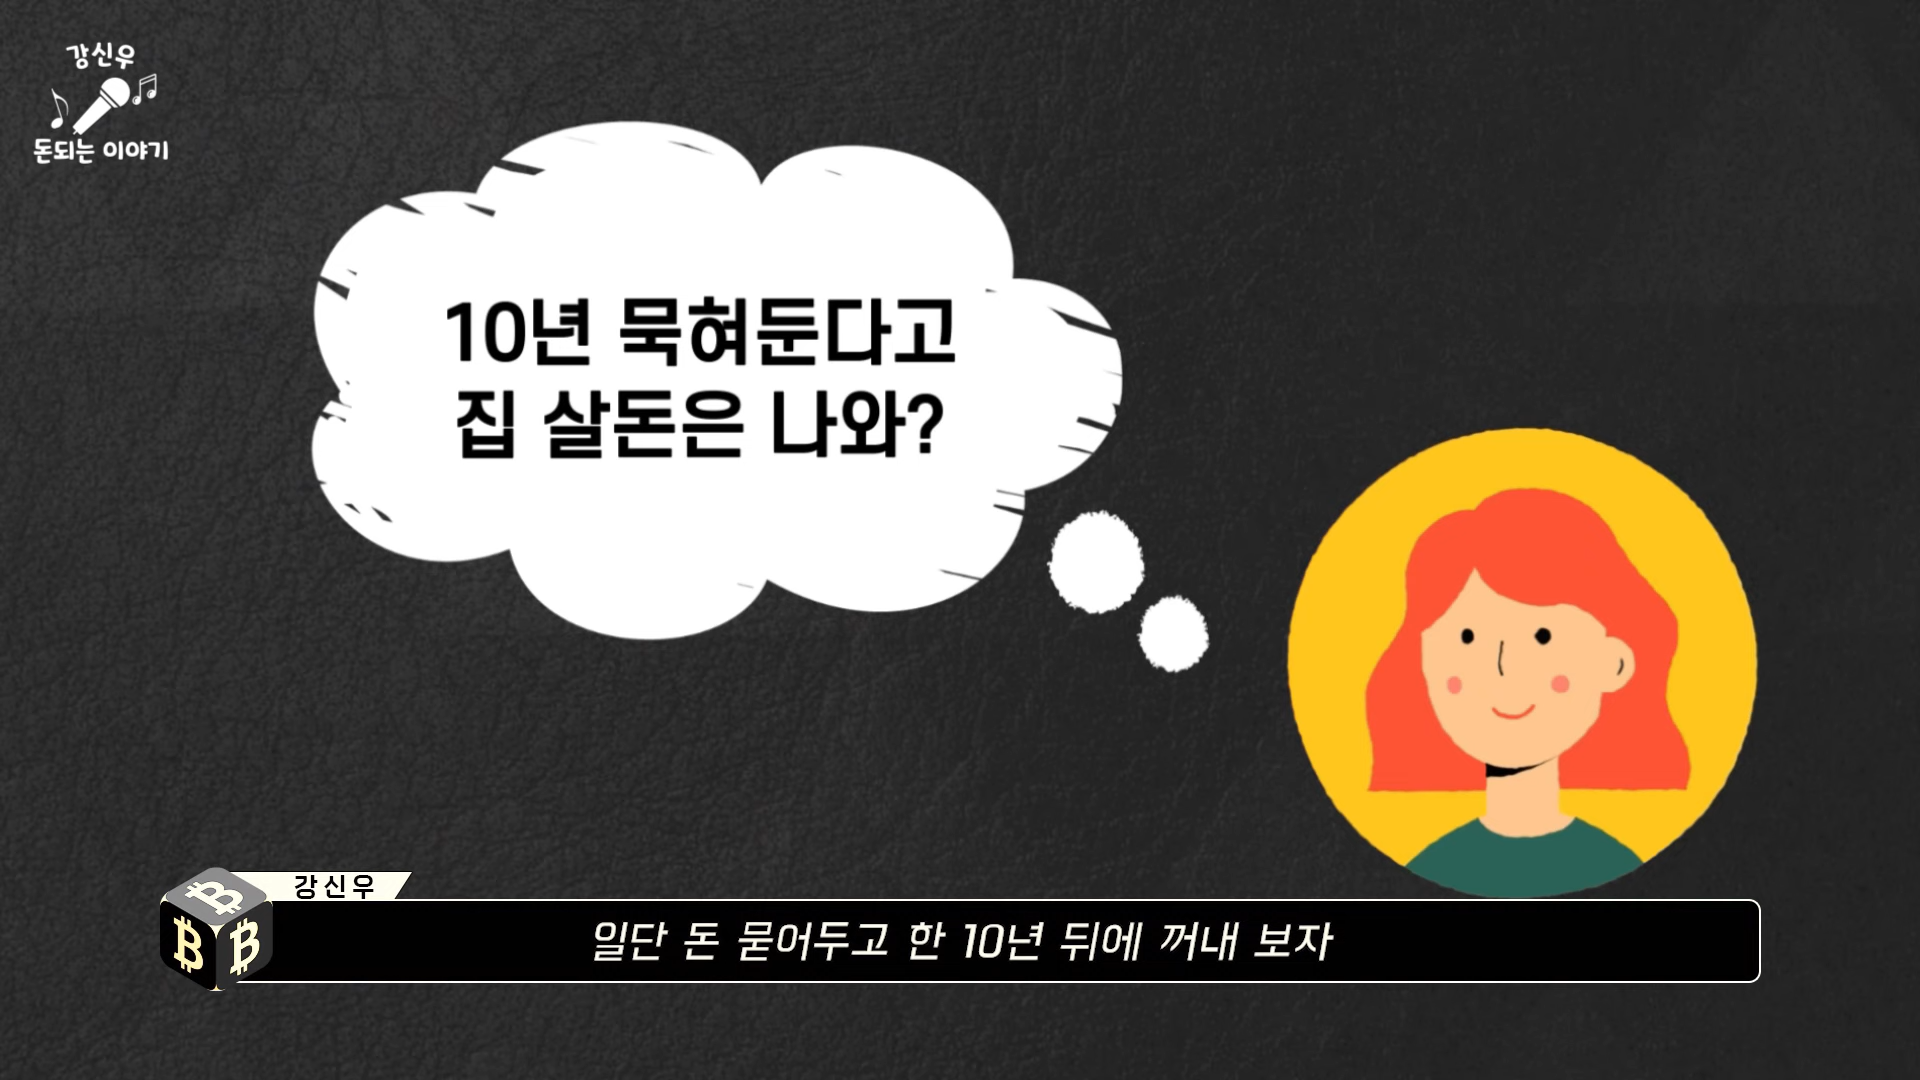 강신우
돈되는 이야기
10년 묵혀둔다고
집 살돈은 나와?
강신우
일단 돈 묻어두고 한 10년 뒤에 꺼내 보자